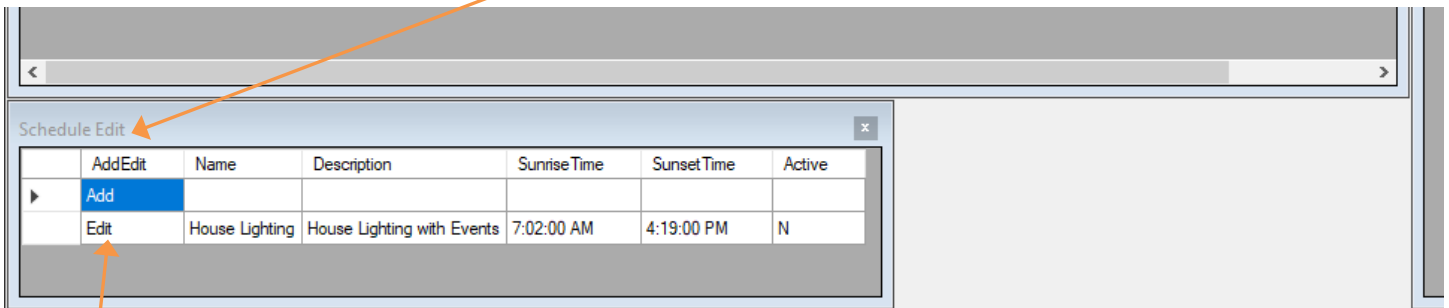 Schedule Edit
AddEdit Name Description SunriseTime SunsetTime Active
Add
Edit House Lighting House Lighting with Events 7:02:00 AM 4:19:00 PM N